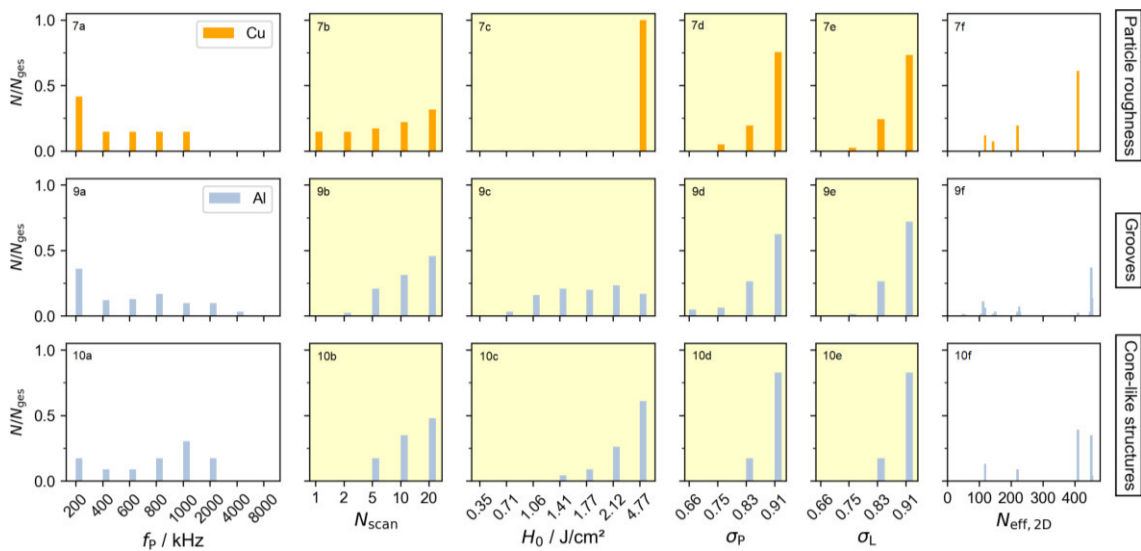 7a
Cu
7b
7c
7d
7e
7f
1.0
0.5
0.0
N/Nges
Particle roughness
9a
Al
9b
9c
9d
9e
9f
1.0
0.5
0.0
N/Nges
Grooves
10a
10b
10c
10d
10e
10f
1.0
0.5
0.0
N/Nges
Cone-like structures
200 400 600 800 1000 2000 4000 8000
fP / kHz
1 2 5 10 20
Nscan
0.35 0.71 1.06 1.41 1.77 2.12 4.77
H0 / J/cm²
0.66 0.75 0.83 0.91
σP
0.66 0.75 0.83 0.91
σL
0 100 200 300 400
Neff, 2D